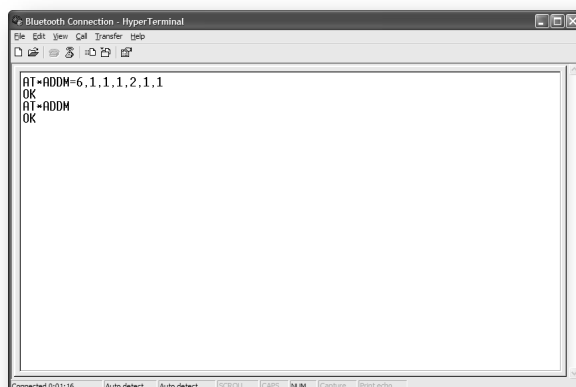 Bluetooth Connection - HyperTerminal
File Edit View Call Transfer Help
AT*ADDM=6,1,1,1,2,1,1
OK
AT*ADDM
OK
Connected 0:01:16 Auto detect Auto detect SCROLL CAPS NUM Capture Print echo